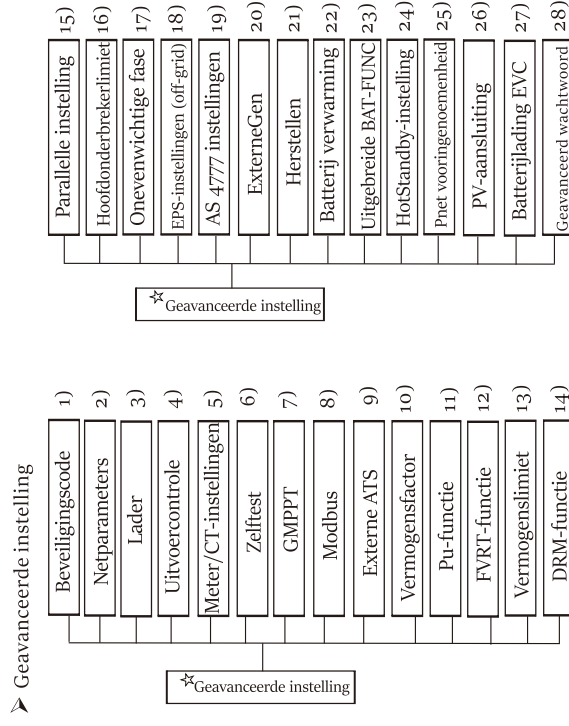 ➢ Geavanceerde instelling
☆Geavanceerde instelling
Beveiligingscode 1)
Netparameters 2)
Lader 3)
Uitvoercontrole 4)
Meter/CT-instellingen 5)
Zelftest 6)
GMPPT 7)
Modbus 8)
Externe ATS 9)
Vermogensfactor 10)
Pu-functie 11)
FVRT-functie 12)
Vermogenslimiet 13)
DRM-functie 14)
☆Geavanceerde instelling
Parallelle instelling 15)
Hoofdonderbrekerlimiet 16)
Onevenwichtige fase 17)
EPS-instellingen (off-grid) 18)
AS 4777 instellingen 19)
ExterneGen 20)
Herstellen 21)
Batterij verwarming 22)
Uitgebreide BAT-FUNC 23)
HotStandby-instelling 24)
Pnet vooringenoemenheid 25)
PV-aansluiting 26)
Batterijlading EVC 27)
Geavanceerd wachtwoord 28)